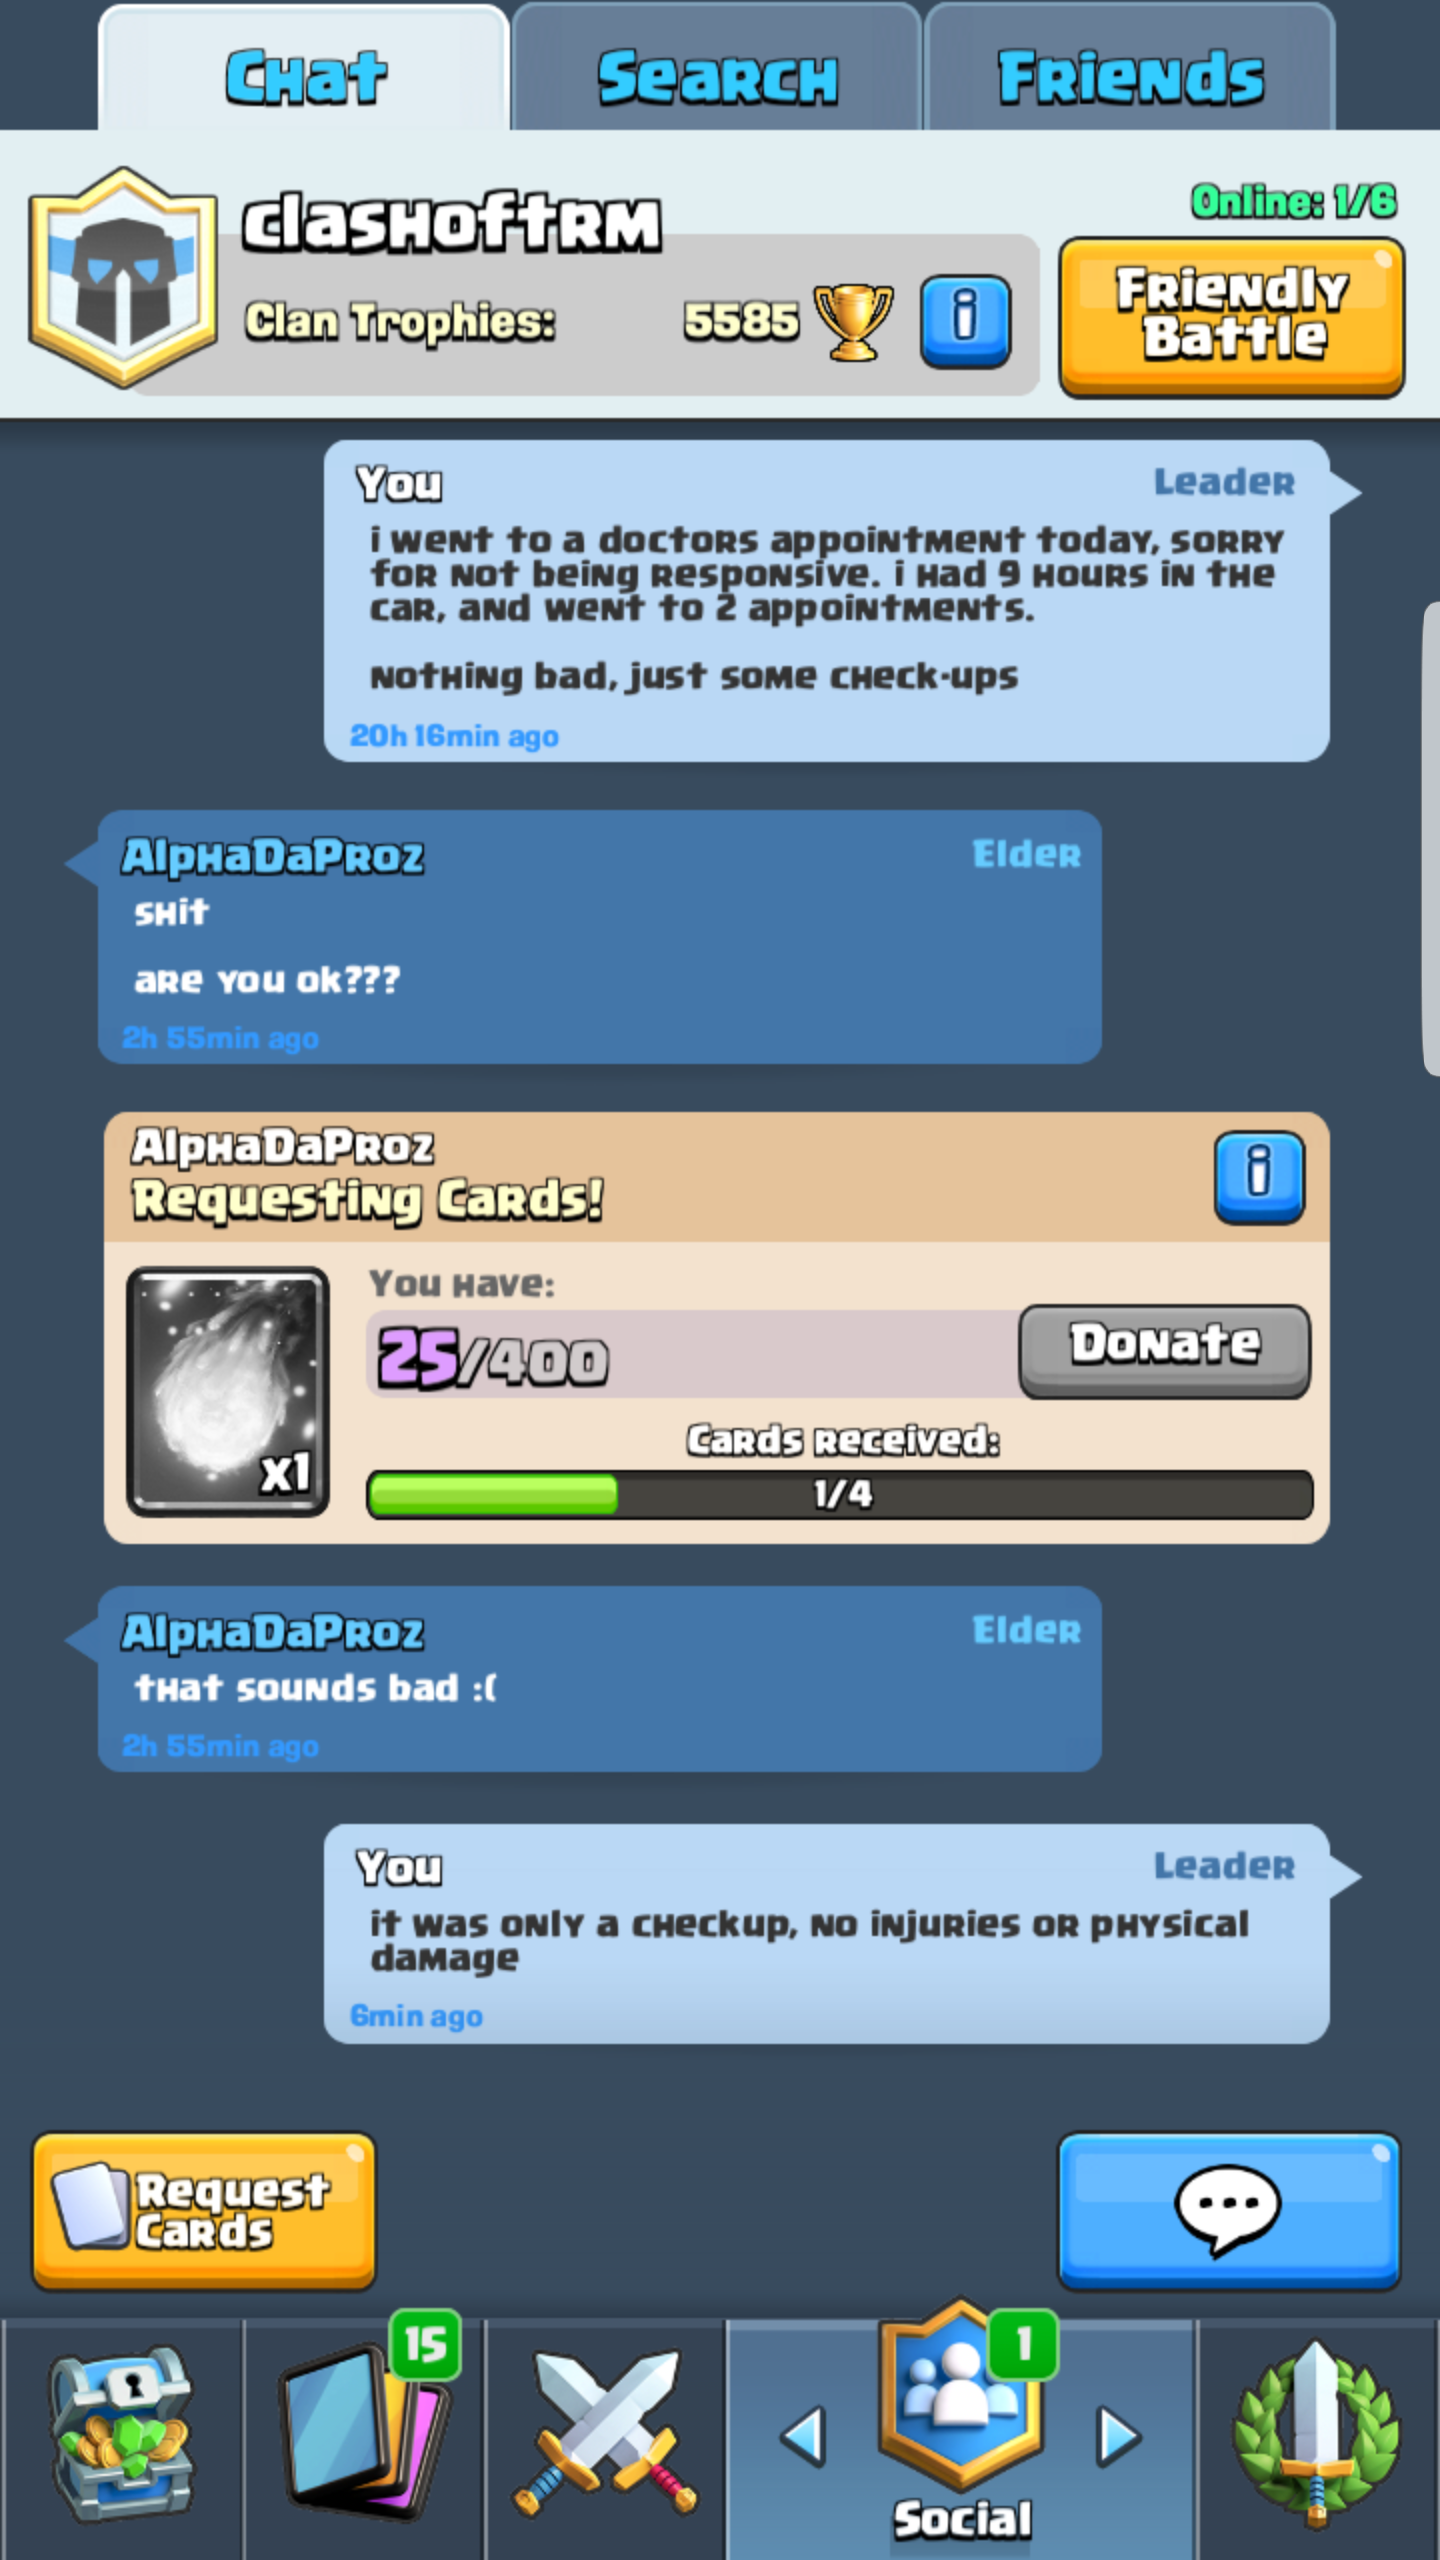 Chat
Search
Friends
clashoftrm
Online: 1/6
Clan Trophies: 5585
Friendly
Battle
You Leader
i went to a doctors appointment today, sorry
for not being responsive. i had 9 hours in the
car, and went to 2 appointments.
nothing bad, just some check-ups
20h 16min ago
AlphaDaProz Elder
shit
are you ok???
2h 55min ago
AlphaDaProz
Requesting Cards!
You have:
25/400
Donate
x1
Cards received:
1/4
AlphaDaProz Elder
that sounds bad :(
2h 55min ago
You Leader
it was only a checkup, no injuries or physical
damage
6min ago
Request
Cards
15
1
Social